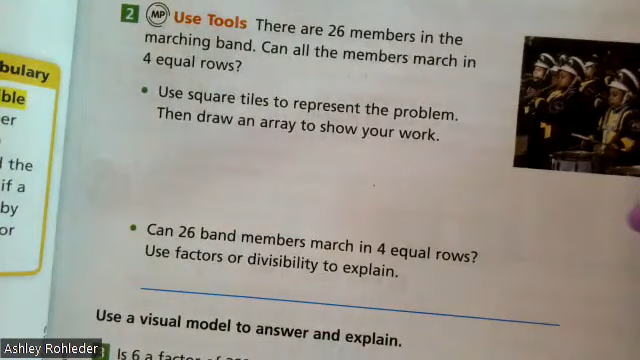 2 MP Use Tools There are 26 members in the
marching band. Can all the members march in
4 equal rows?
• Use square tiles to represent the problem.
Then draw an array to show your work.
• Can 26 band members march in 4 equal rows?
Use factors or divisibility to explain.
Use a visual model to answer and explain.
Is 6 a factor of
bulary
ible
er
the
if a
by
or
Ashley Rohleder